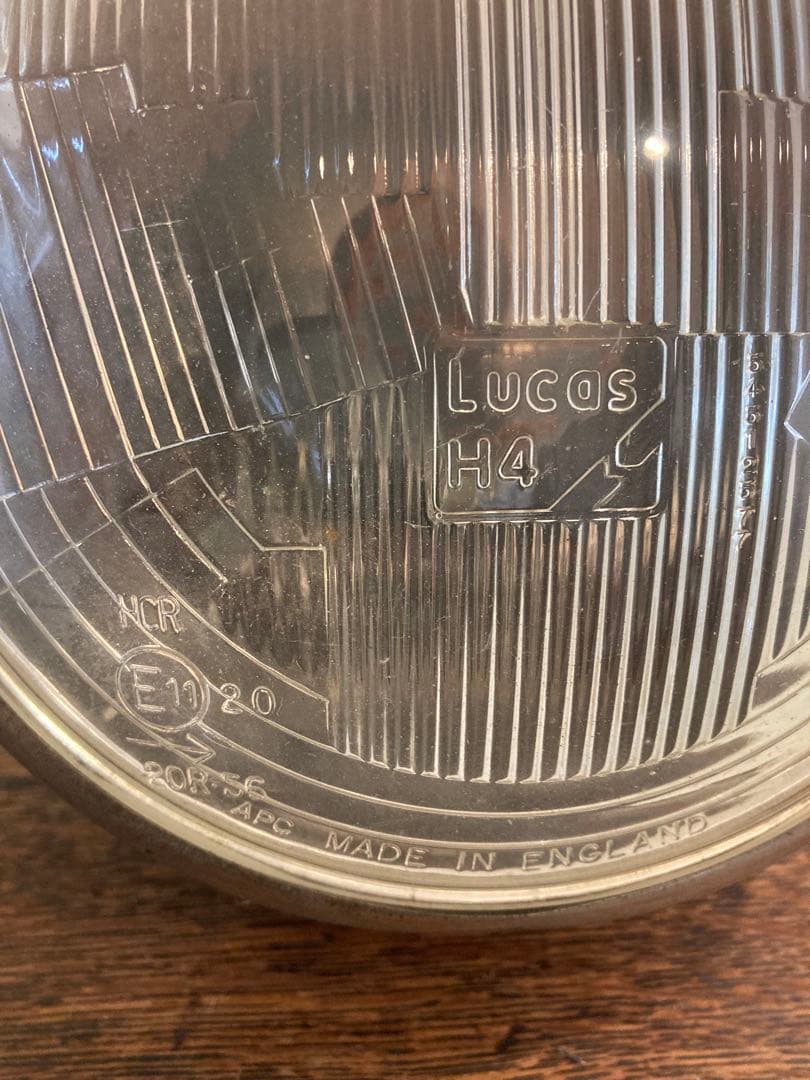 Lucas
H4
HCR
E11 20
20R-56
APC MADE IN ENGLAND